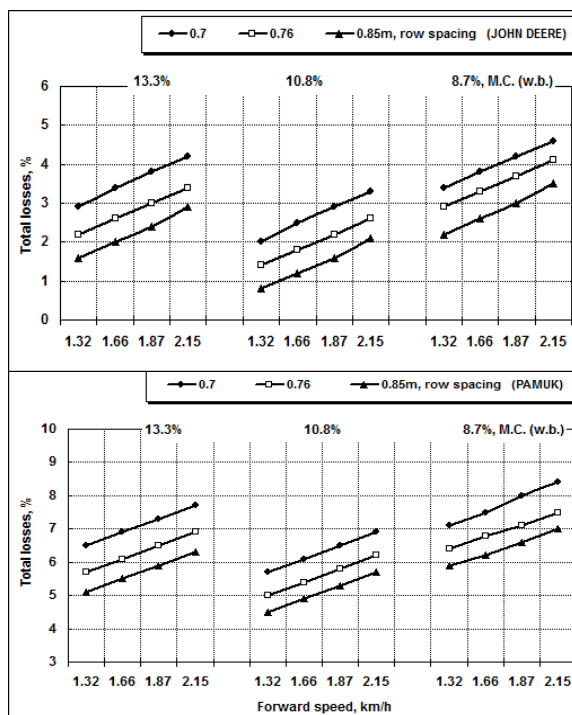 0.7 0.76 0.85m, row spacing (JOHN DEERE)
13.3% 10.8% 8.7%, M.C. (w.b.)
Total losses, %
6
5
4
3
2
1
0
1.32 1.66 1.87 2.15 1.32 1.66 1.87 2.15 1.32 1.66 1.87 2.15
0.7 0.76 0.85m, row spacing (PAMUK)
13.3% 10.8% 8.7%, M.C. (w.b.)
Total losses, %
10
9
8
7
6
5
4
3
1.32 1.66 1.87 2.15 1.32 1.66 1.87 2.15 1.32 1.66 1.87 2.15
Forward speed, km/h